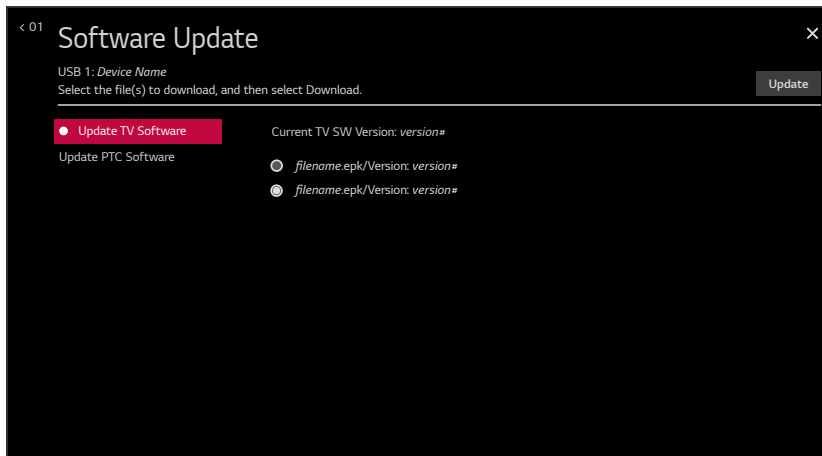 < 01
Software Update
USB 1: Device Name
Select the file(s) to download, and then select Download.
Update
Update TV Software
Current TV SW Version: version#
Update PTC Software
filename.epk/Version: version#
filename.epk/Version: version#